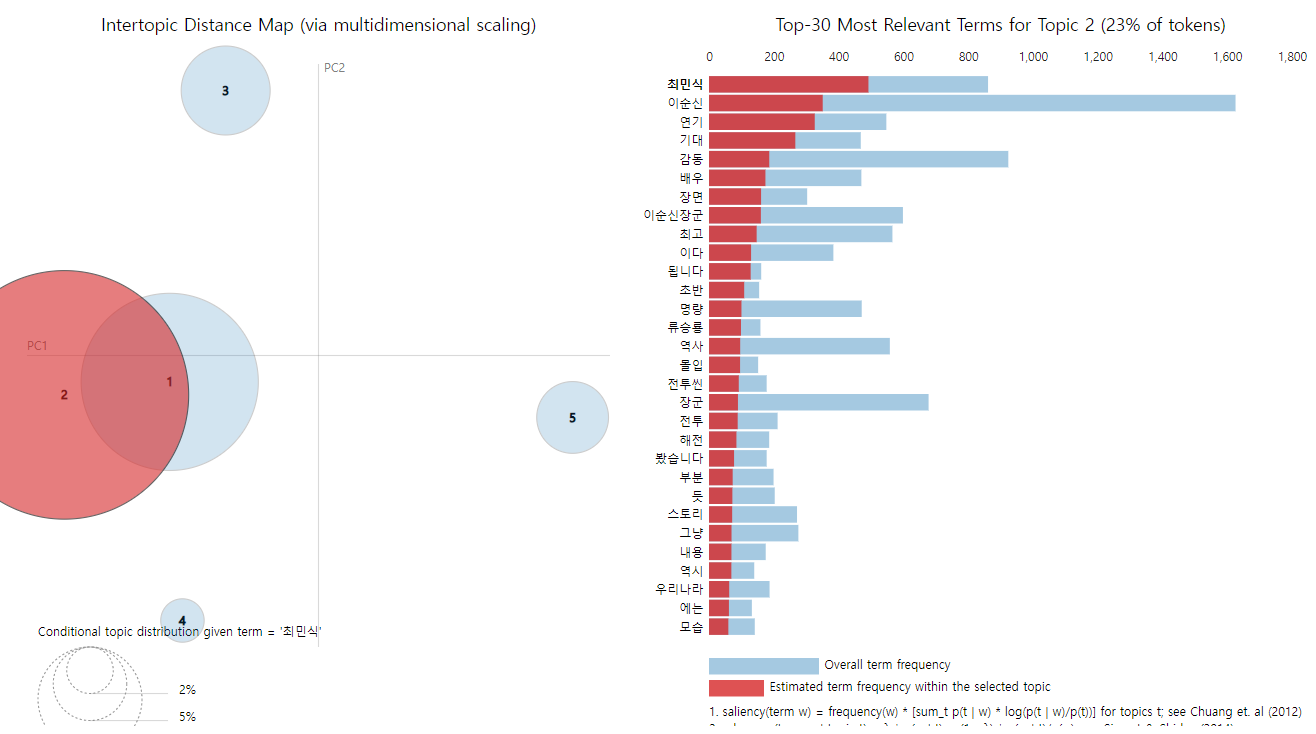 Intertopic Distance Map (via multidimensional scaling)
PC2
3
PC1
2
1
5
4
Conditional topic distribution given term = '최민식'
2%
5%
Top-30 Most Relevant Terms for Topic 2 (23% of tokens)
0 200 400 600 800 1,000 1,200 1,400 1,600 1,800
최민식
이순신
연기
기대
감동
배우
장면
이순신장군
최고
이다
됩니다
초반
명량
류승룡
역사
몰입
전투씬
장군
전투
해전
봤습니다
부분
듯
스토리
그냥
내용
역시
우리나라
에는
모습
Overall term frequency
Estimated term frequency within the selected topic
1. saliency(term w) = frequency(w) * [sum_t p(t | w) * log(p(t | w)/p(t))] for topics t; see Chuang et. al (2012)